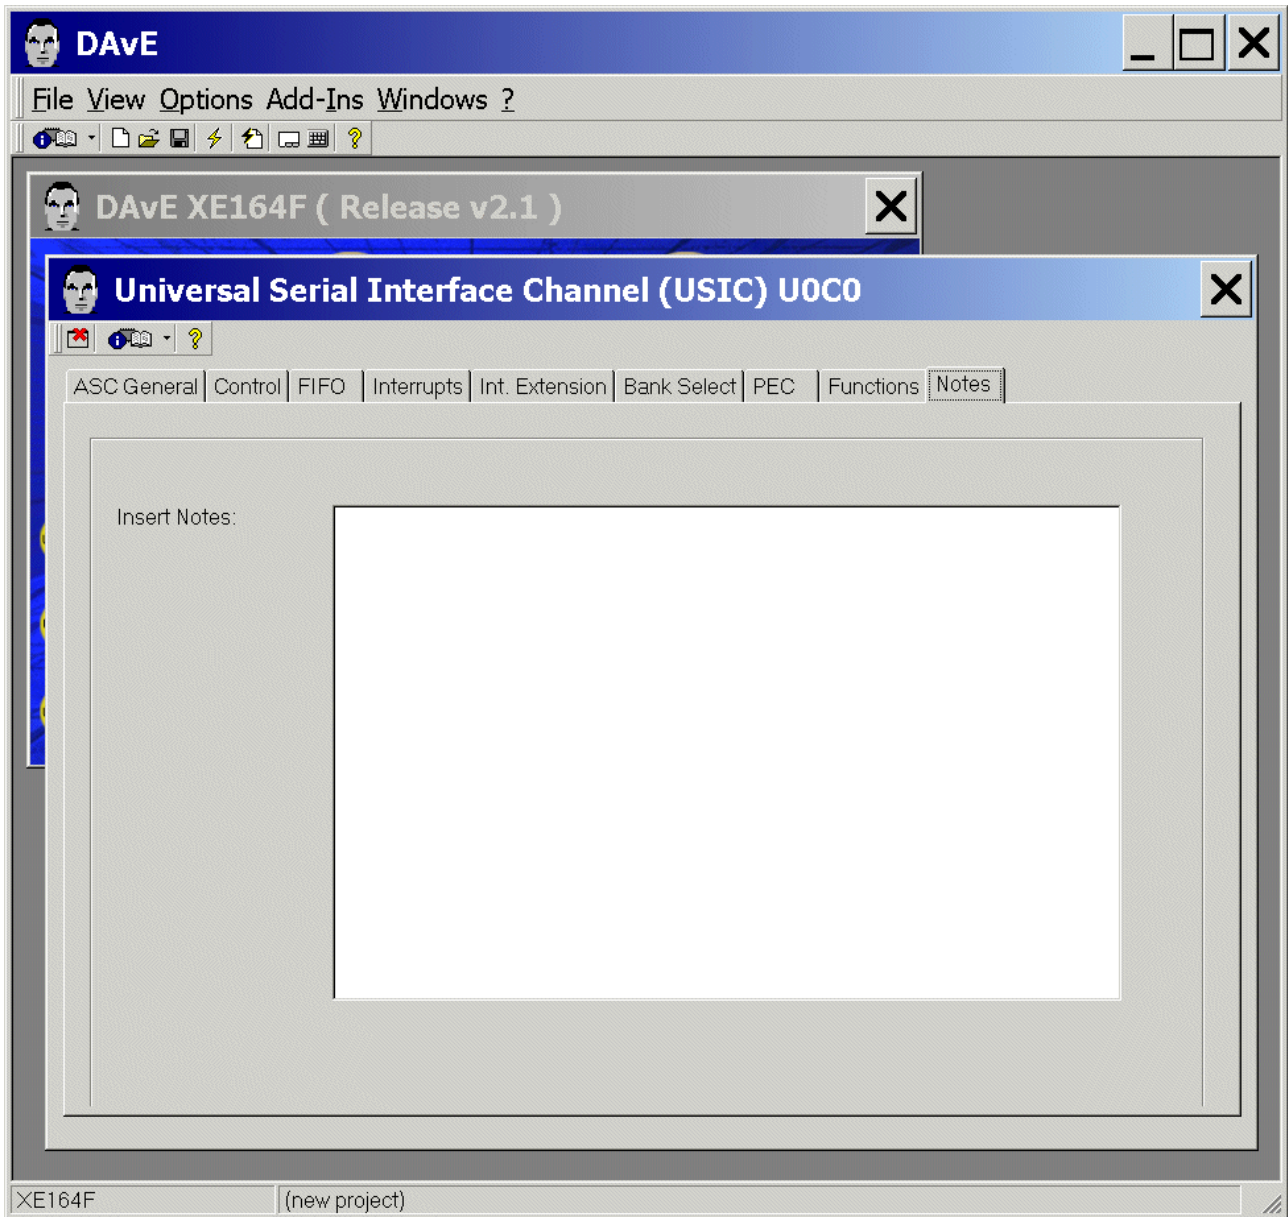 DAvE
File View Options Add-Ins Windows ?
DAvE XE164F ( Release v2.1 )
Universal Serial Interface Channel (USIC) U0C0
ASC General Control FIFO Interrupts Int. Extension Bank Select PEC Functions Notes
Insert Notes:
XE164F (new project)